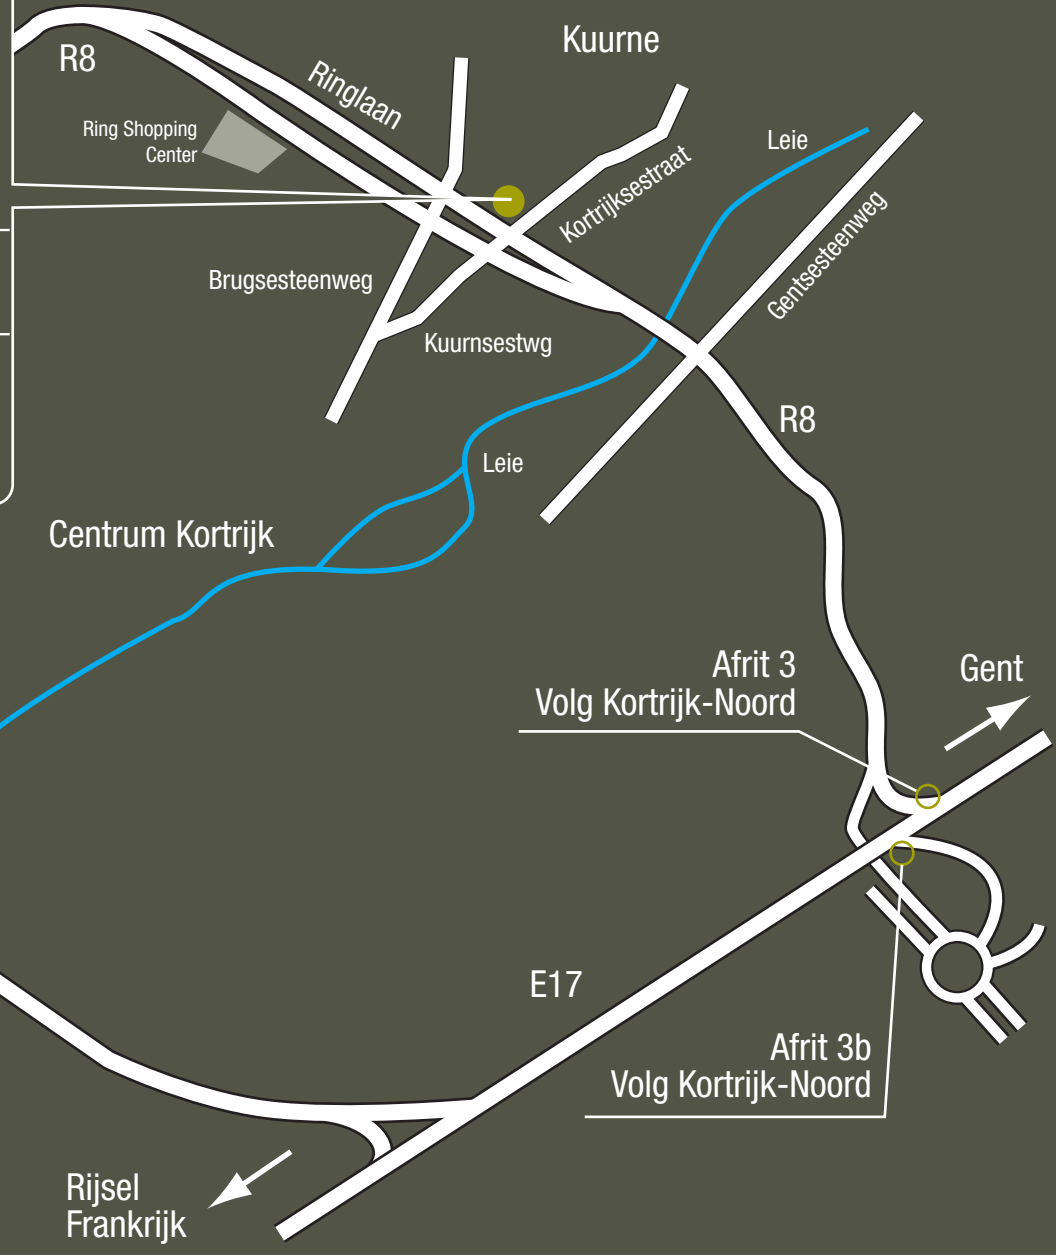 Kuurne
R8
Ringlaan
Ring Shopping
Center
Leie
Kortrijksestraat
Gentsesteenweg
Brugsesteenweg
Kuurnsestwg
R8
Leie
Centrum Kortrijk
Afrit 3
Volg Kortrijk-Noord
Gent
E17
Afrit 3b
Volg Kortrijk-Noord
Rijsel
Frankrijk